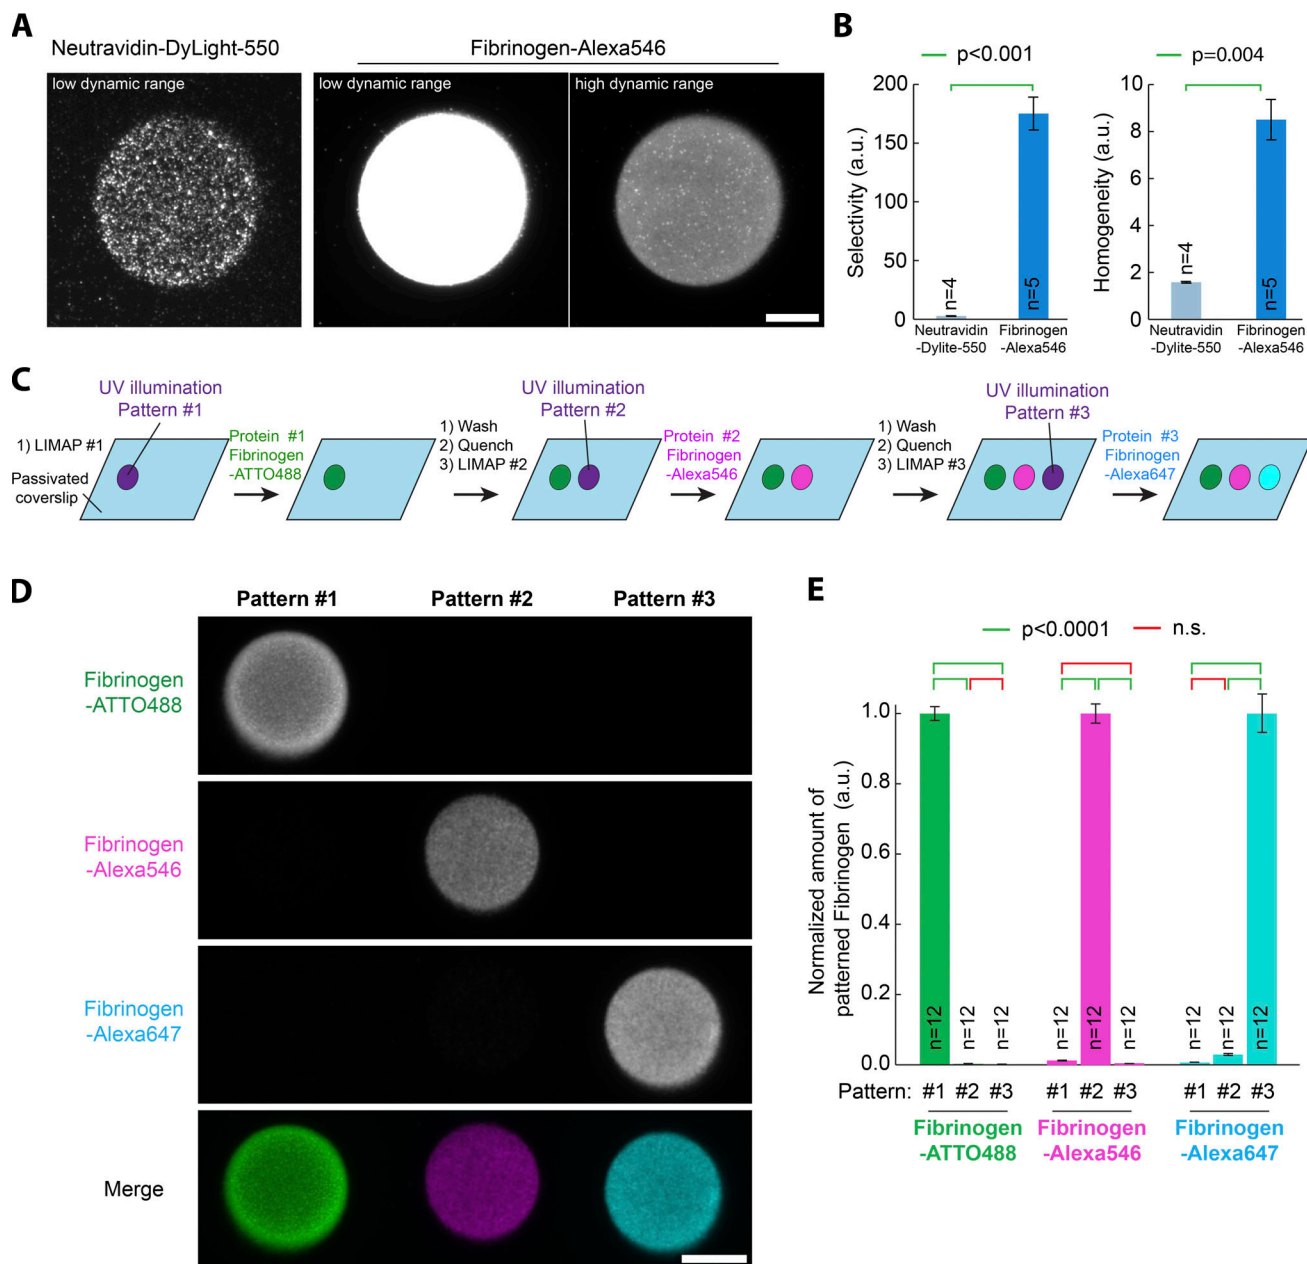 A
Neutravidin-DyLight-550
Fibrinogen-Alexa546
low dynamic range
low dynamic range
high dynamic range
B
p<0.001
Selectivity (a.u.)
200
150
100
50
0
n=4
n=5
Neutravidin
-Dylite-550
Fibrinogen
-Alexa546
p=0.004
Homogeneity (a.u.)
10
8
6
4
2
0
n=4
n=5
Neutravidin
-Dylite-550
Fibrinogen
-Alexa546
C
UV illumination
Pattern #1
1) LIMAP #1
Passivated
coverslip
Protein #1
Fibrinogen
-ATTO488
1) Wash
2) Quench
3) LIMAP #2
UV illumination
Pattern #2
Protein #2
Fibrinogen
-Alexa546
1) Wash
2) Quench
3) LIMAP #3
UV illumination
Pattern #3
Protein #3
Fibrinogen
-Alexa647
D
Pattern #1
Pattern #2
Pattern #3
Fibrinogen
-ATTO488
Fibrinogen
-Alexa546
Fibrinogen
-Alexa647
Merge
E
p<0.0001
n.s.
Normalized amount of
patterned Fibrinogen (a.u.)
1.0
0.8
0.6
0.4
0.2
0.0
n=12
n=12
n=12
n=12
n=12
n=12
n=12
n=12
n=12
Pattern: #1 #2 #3 #1 #2 #3 #1 #2 #3
Fibrinogen
-ATTO488
Fibrinogen
-Alexa546
Fibrinogen
-Alexa647